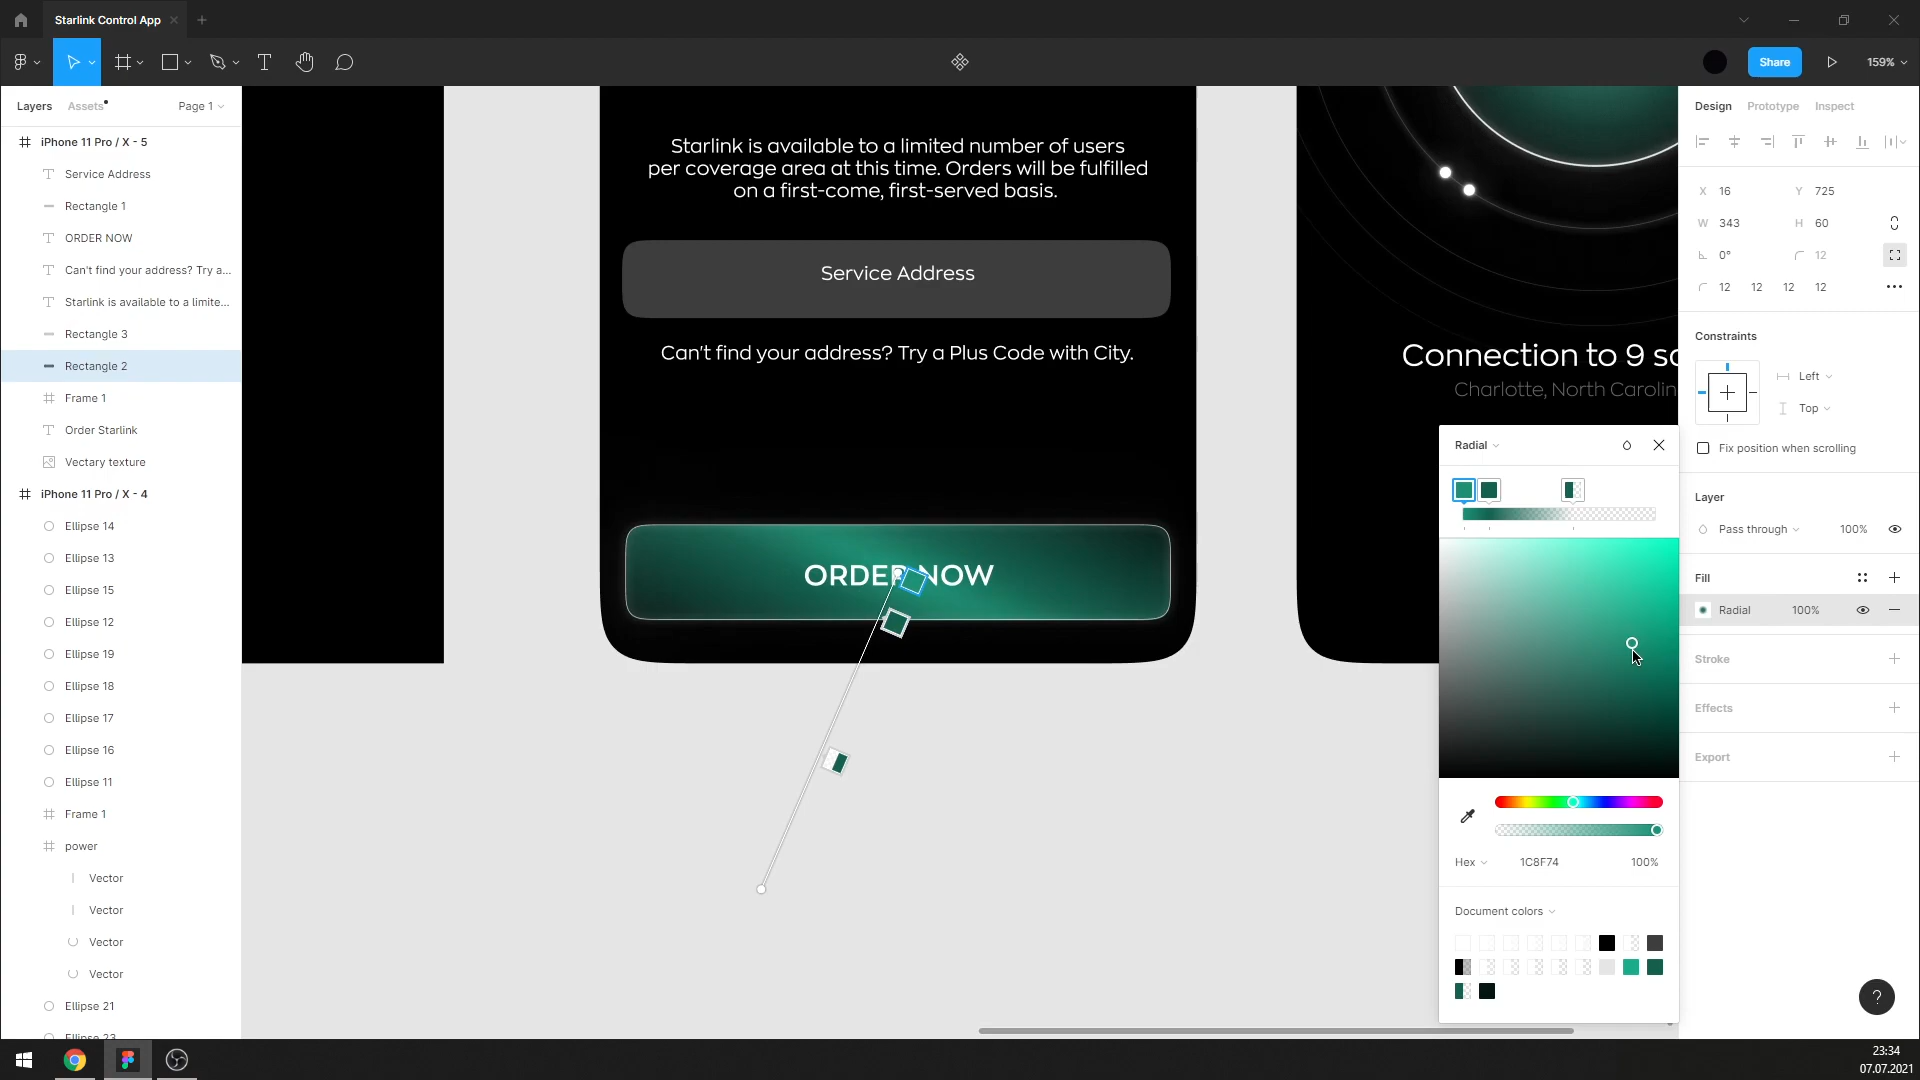 Starlink Control App
Share
159%
Layers
Assets
Page 1
iPhone 11 Pro / X - 5
Service Address
Rectangle 1
ORDER NOW
Can't find your address? Try a...
Starlink is available to a limite...
Rectangle 3
Rectangle 2
Frame 1
Order Starlink
Vectary texture
iPhone 11 Pro / X - 4
Ellipse 14
Ellipse 13
Ellipse 15
Ellipse 12
Ellipse 19
Ellipse 18
Ellipse 17
Ellipse 16
Ellipse 11
Frame 1
power
Vector
Vector
Vector
Vector
Ellipse 21
Ellipse 23
Starlink is available to a limited number of users
per coverage area at this time. Orders will be fulfilled
on a first-come, first-served basis.
Service Address
Can't find your address? Try a Plus Code with City.
ORDER NOW
Connection to 9 sa
Charlotte, North Carolin
Radial
Hex 1C8F74 100%
Document colors
Design Prototype Inspect
X 16 Y 725
W 343 H 60
0° 12
12 12 12 12
Constraints
Left
Top
Fix position when scrolling
Layer
Pass through 100%
Fill
Radial 100%
Stroke
Effects
Export
?
23:34
07.07.2021